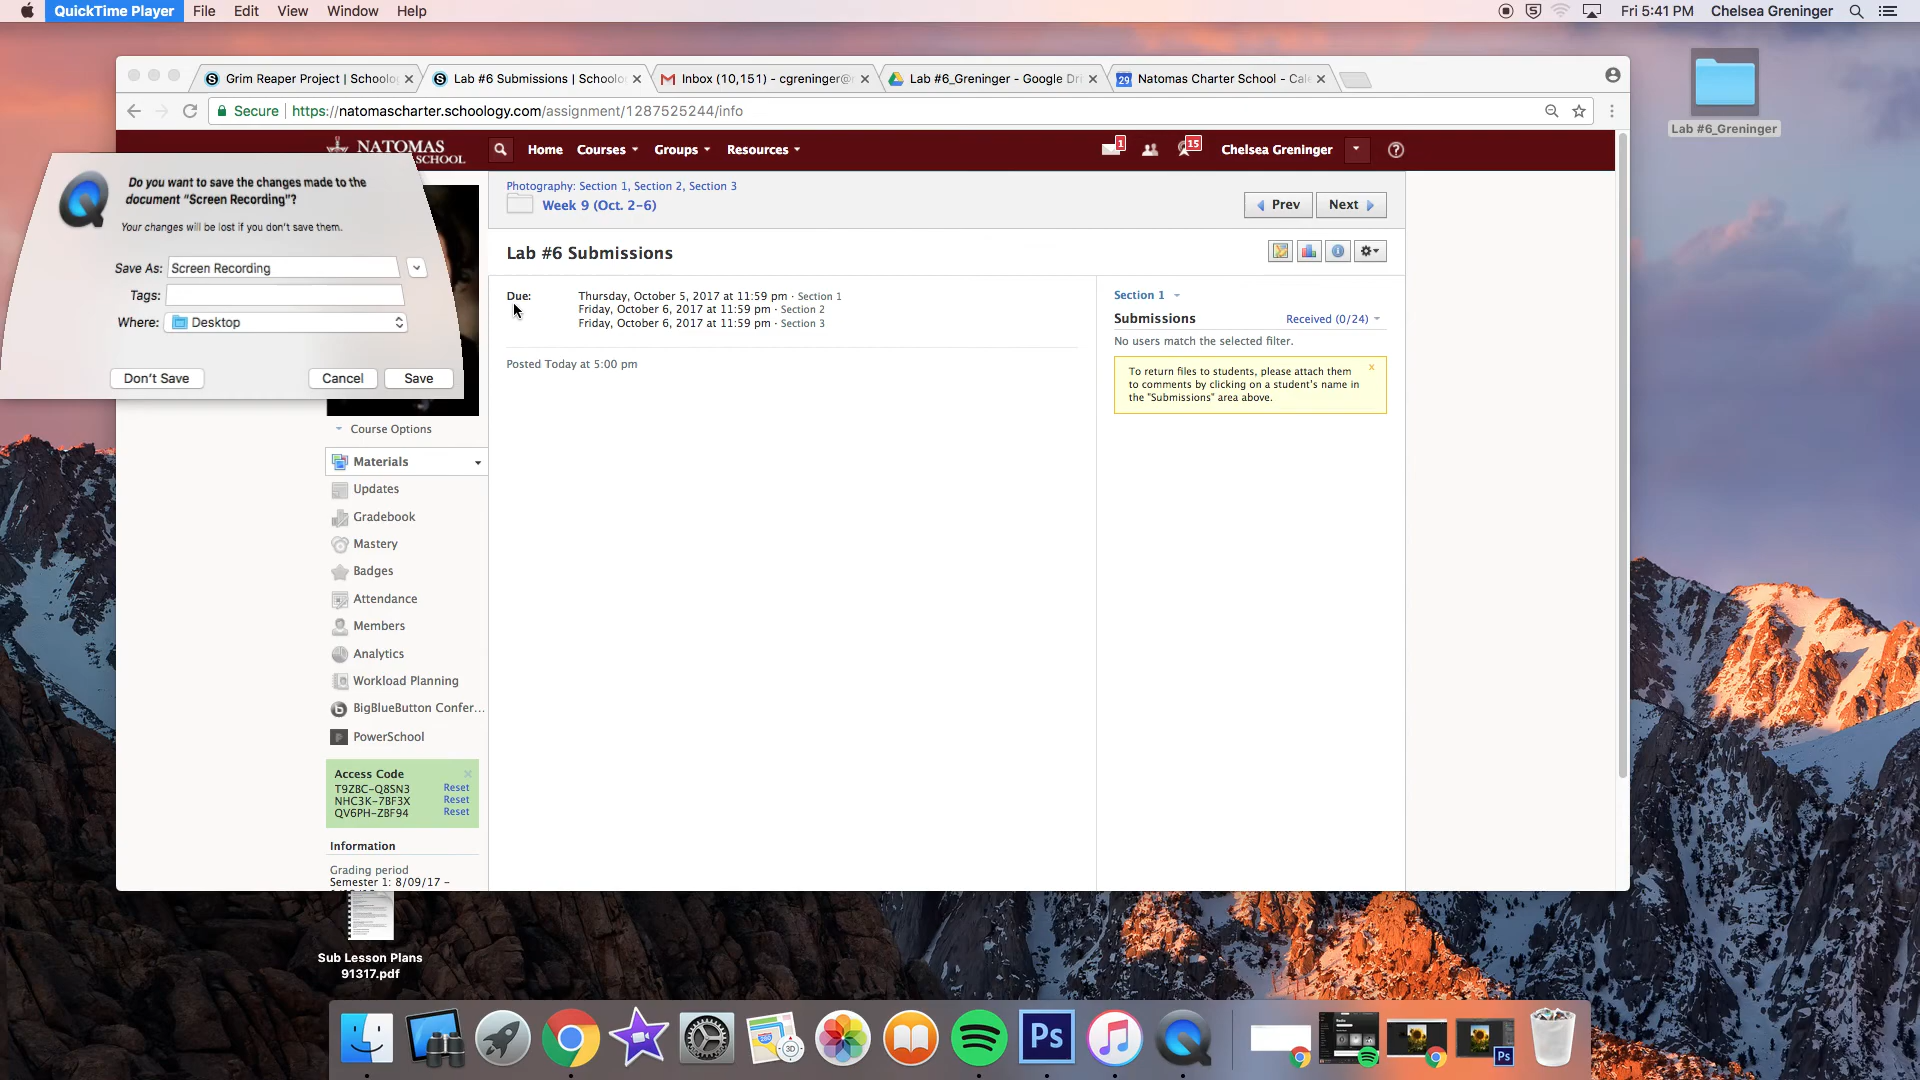 QuickTime Player File Edit View Window Help
Fri 5:41 PM Chelsea Greninger
Grim Reaper Project | Schoolo
Lab #6 Submissions | Schoolo
Inbox (10,151) - cgreninger@
Lab #6_Greninger - Google Dri
29 Natomas Charter School - Cale
Secure https://natomascharter.schoology.com/assignment/1287525244/info
Lab #6_Greninger
NATOMAS
SCHOOL
Home Courses Groups Resources
1
15
Chelsea Greninger
Do you want to save the changes made to the
document “Screen Recording”?
Your changes will be lost if you don't save them.
Save As: Screen Recording
Tags:
Where: Desktop
Don't Save Cancel Save
Photography: Section 1, Section 2, Section 3
Week 9 (Oct. 2-6)
Prev Next
Lab #6 Submissions
Due: Thursday, October 5, 2017 at 11:59 pm · Section 1
Friday, October 6, 2017 at 11:59 pm · Section 2
Friday, October 6, 2017 at 11:59 pm · Section 3
Posted Today at 5:00 pm
Section 1
Submissions Received (0/24)
No users match the selected filter.
To return files to students, please attach them
to comments by clicking on a student's name in
the "Submissions" area above.
x
Course Options
Materials
Updates
Gradebook
Mastery
Badges
Attendance
Members
Analytics
Workload Planning
BigBlueButton Confer...
PowerSchool
Access Code
T9ZBC-Q8SN3 Reset
NHC3K-7BF3X Reset
QV6PH-ZBF94 Reset
Information
Grading period
Semester 1: 8/09/17 -
Sub Lesson Plans
91317.pdf
280
3D
Ps
Ps